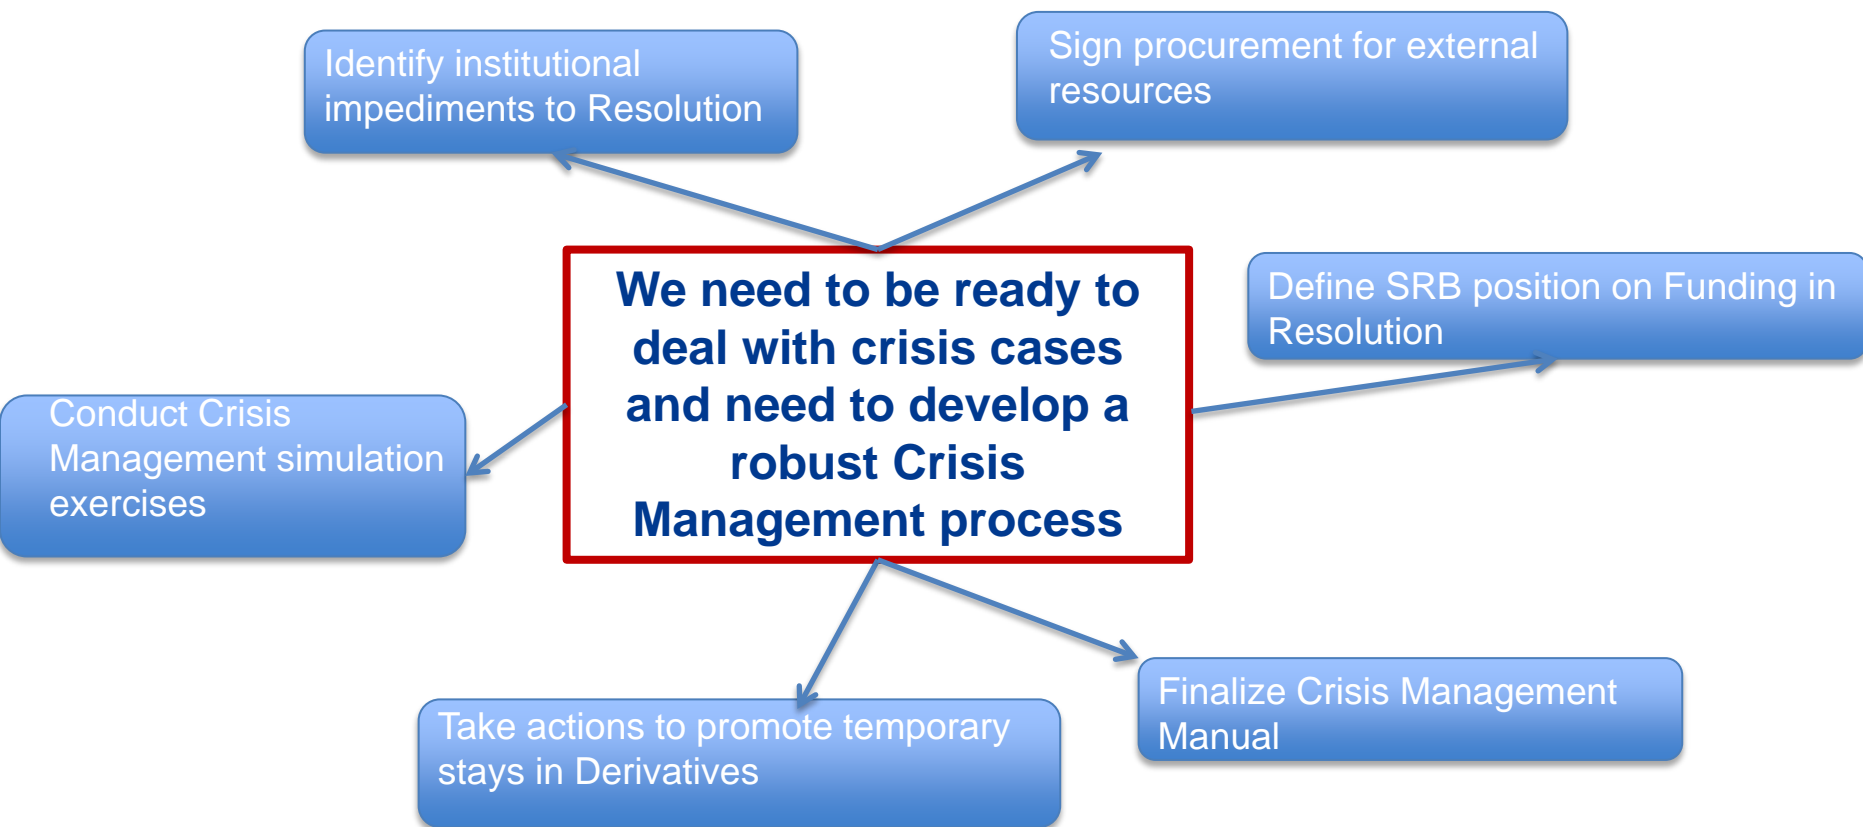 Identify institutional
impediments to Resolution
Sign procurement for external
resources
We need to be ready to
deal with crisis cases
and need to develop a
robust Crisis
Management process
Define SRB position on Funding in
Resolution
Conduct Crisis
Management simulation
exercises
Finalize Crisis Management
Manual
Take actions to promote temporary
stays in Derivatives